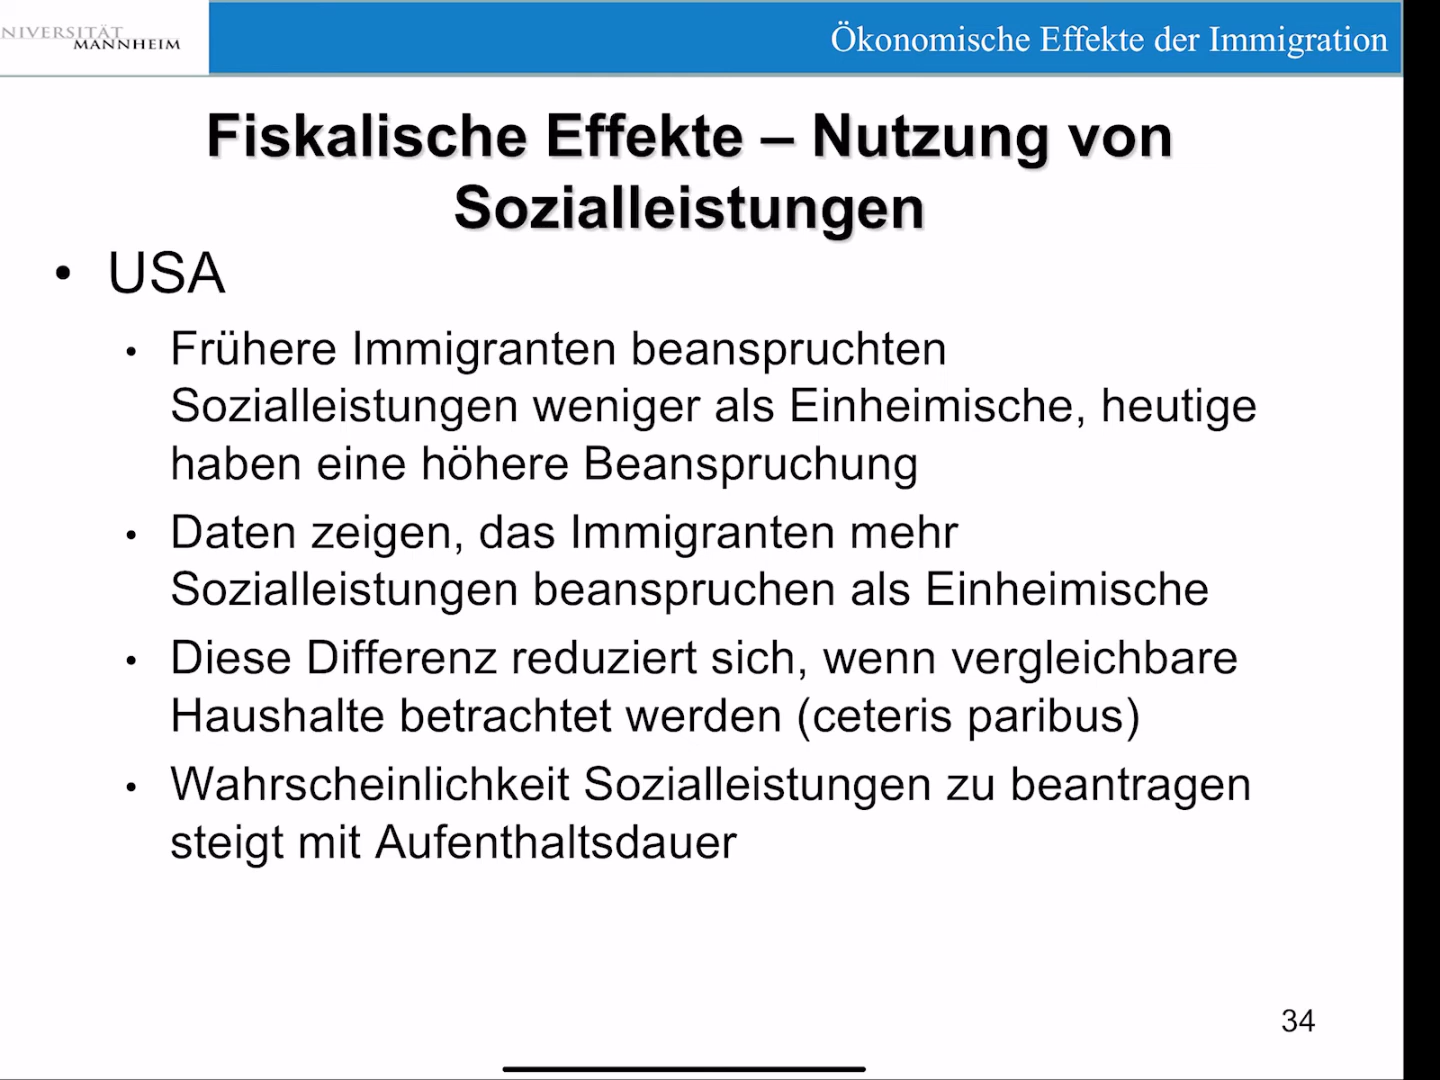 NIVERSITÄT
MANNHEIM
Ökonomische Effekte der Immigration
Fiskalische Effekte – Nutzung von
Sozialleistungen
• USA
• Frühere Immigranten beanspruchten
Sozialleistungen weniger als Einheimische, heutige
haben eine höhere Beanspruchung
• Daten zeigen, das Immigranten mehr
Sozialleistungen beanspruchen als Einheimische
• Diese Differenz reduziert sich, wenn vergleichbare
Haushalte betrachtet werden (ceteris paribus)
• Wahrscheinlichkeit Sozialleistungen zu beantragen
steigt mit Aufenthaltsdauer
34